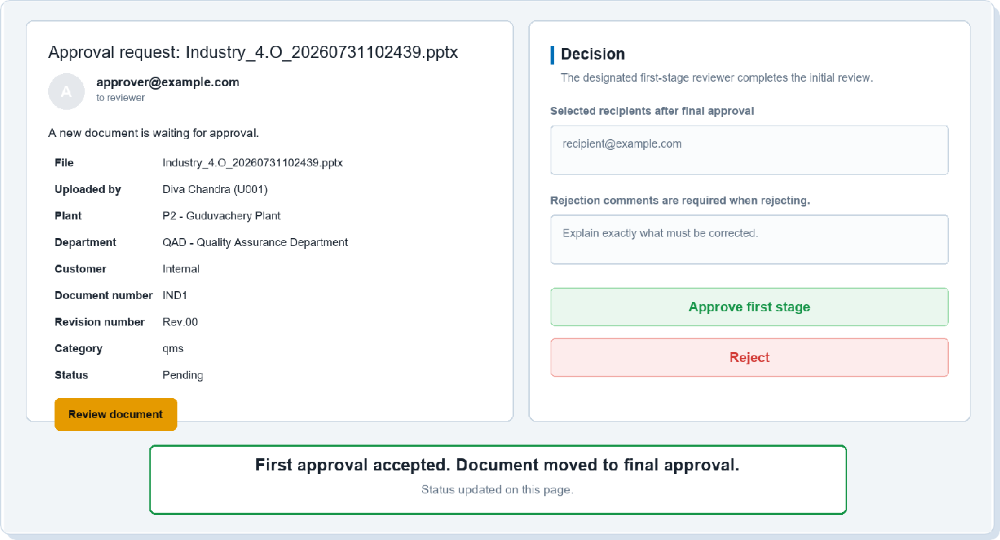 Approval request: Industry_4.O_20260731102439.pptx
A
approver@example.com
to reviewer
A new document is waiting for approval.
File Industry_4.O_20260731102439.pptx
Uploaded by Diva Chandra (U001)
Plant P2 - Guduvachery Plant
Department QAD - Quality Assurance Department
Customer Internal
Document number IND1
Revision number Rev.00
Category qms
Status Pending
Review document
Decision
The designated first-stage reviewer completes the initial review.
Selected recipients after final approval
recipient@example.com
Rejection comments are required when rejecting.
Explain exactly what must be corrected.
Approve first stage
Reject
First approval accepted. Document moved to final approval.
Status updated on this page.